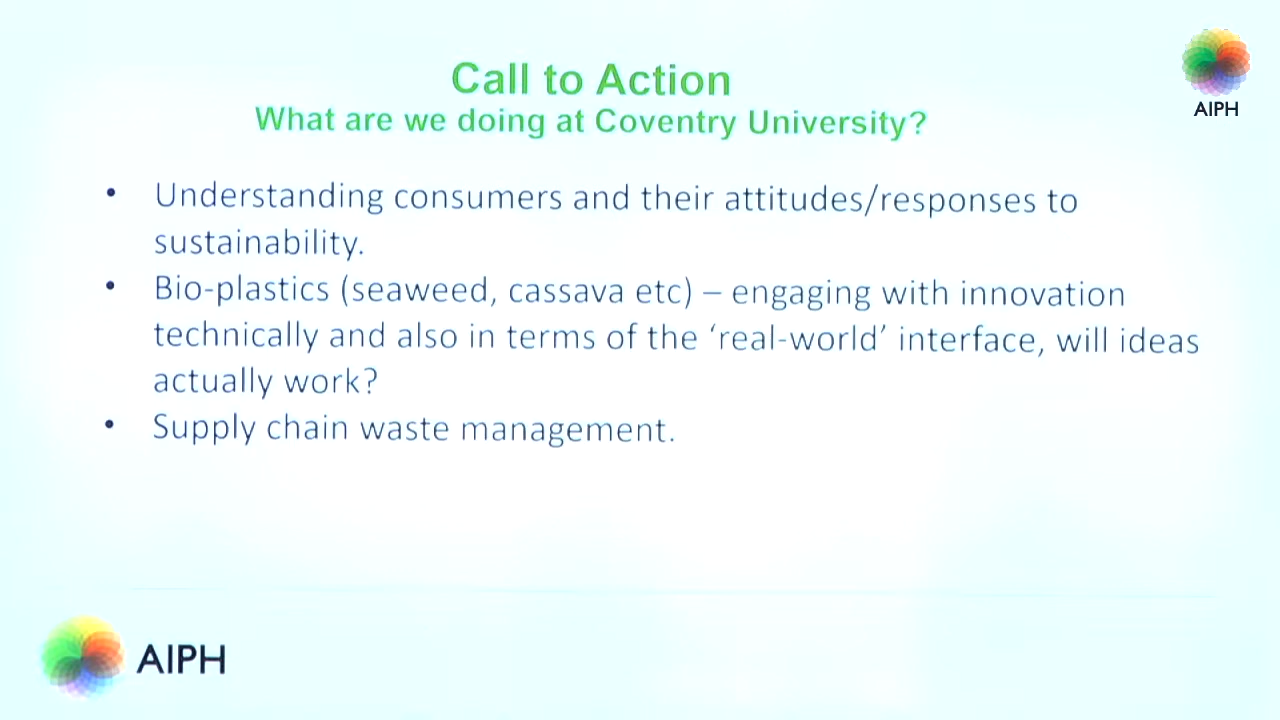 Call to Action
What are we doing at Coventry University?
AIPH
• Understanding consumers and their attitudes/responses to
sustainability.
• Bio-plastics (seaweed, cassava etc) – engaging with innovation
technically and also in terms of the ‘real-world’ interface, will ideas
actually work?
• Supply chain waste management.
AIPH